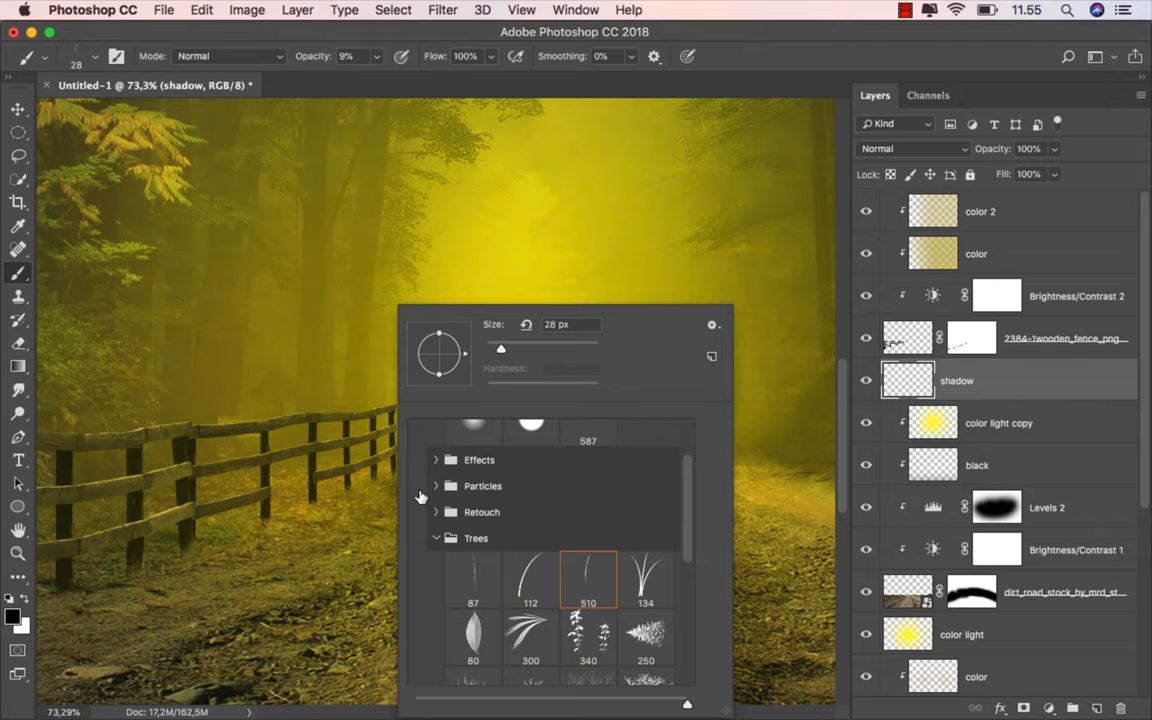 Photoshop CC File Edit Image Layer Type Select Filter 3D View Window Help 11.55
Adobe Photoshop CC 2018
28 Mode: Normal Opacity: 9% Flow: 100% Smoothing: 0%
Untitled-1 @ 73,3% (shadow, RGB/8) *
Layers Channels
Kind
Normal Opacity: 100%
Lock: Fill: 100%
color 2
color
Brightness/Contrast 2
2384-1wooden_fence_png...
shadow
color light copy
black
Levels 2
Brightness/Contrast 1
dirt_road_stock_by_mrd_st...
color light
color
Size: 28 px
Hardness:
587
Effects
Particles
Retouch
Trees
87 112 510 134
80 300 340 250
73,29% Doc: 17,2M/162,5M